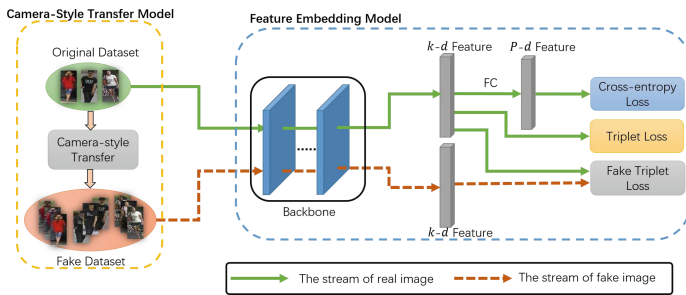 Camera-Style Transfer Model
Feature Embedding Model
Original Dataset
Camera-style
Transfer
Fake Dataset
Backbone
k-d Feature
P-d Feature
FC
Cross-entropy
Loss
Triplet Loss
Fake Triplet
Loss
k-d Feature
The stream of real image
The stream of fake image